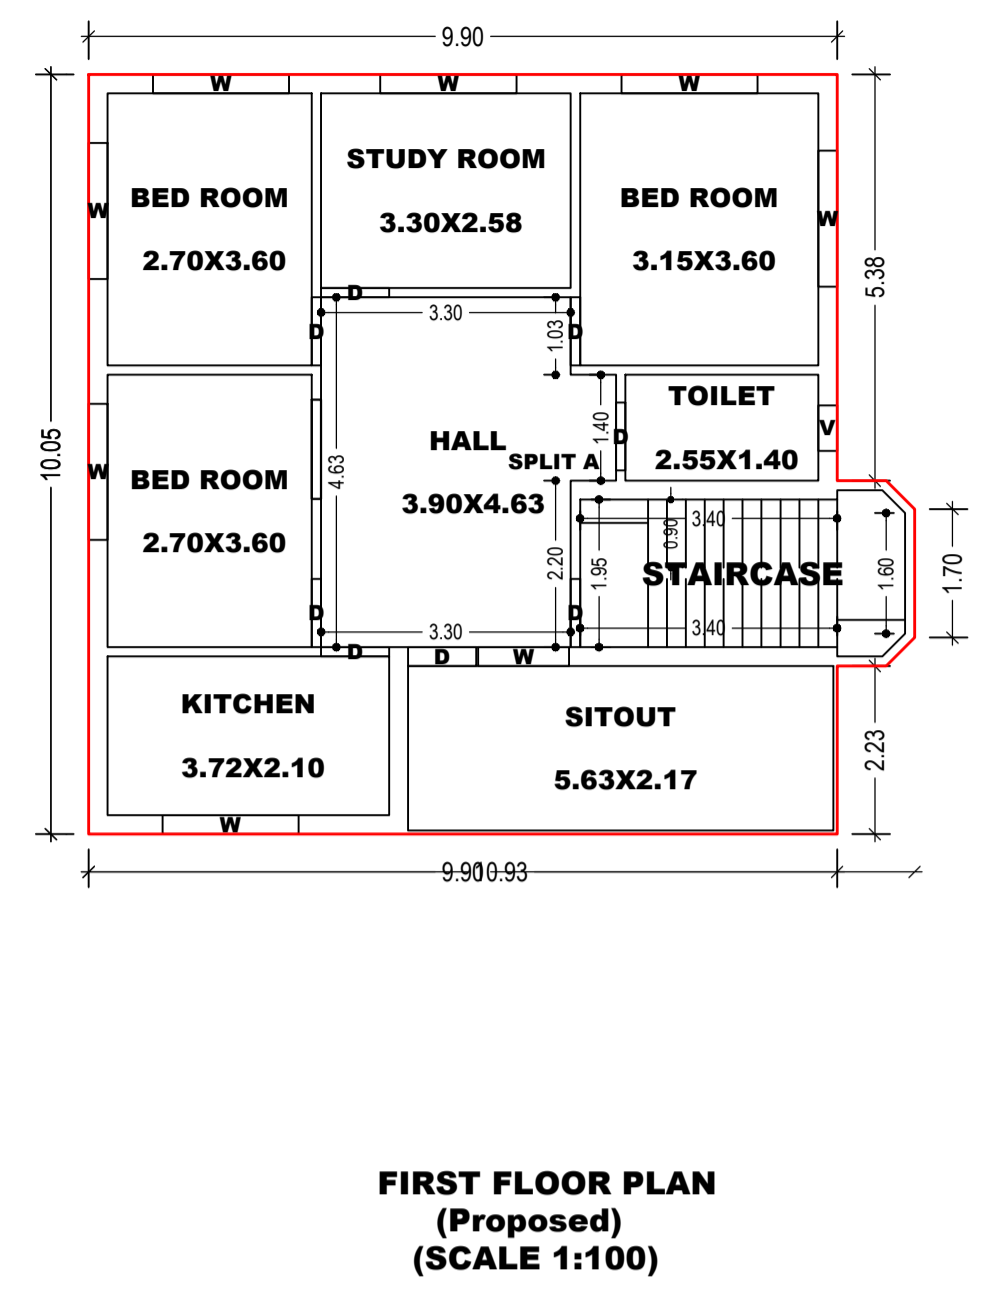 9.90
W
W
W
STUDY ROOM
3.30X2.58
BED ROOM
2.70X3.60
BED ROOM
3.15X3.60
W
W
5.38
D
3.30
1.03
D
D
10.05
TOILET
2.55X1.40
V
D
1.40
HALL
SPLIT A
3.90X4.63
4.63
W
BED ROOM
2.70X3.60
3.40
0.90
STAIRCASE
2.20
1.95
1.60
1.70
D
D
3.30
3.40
D
D
W
KITCHEN
3.72X2.10
SITOUT
5.63X2.17
2.23
W
9.90
10.93
FIRST FLOOR PLAN
(Proposed)
(SCALE 1:100)